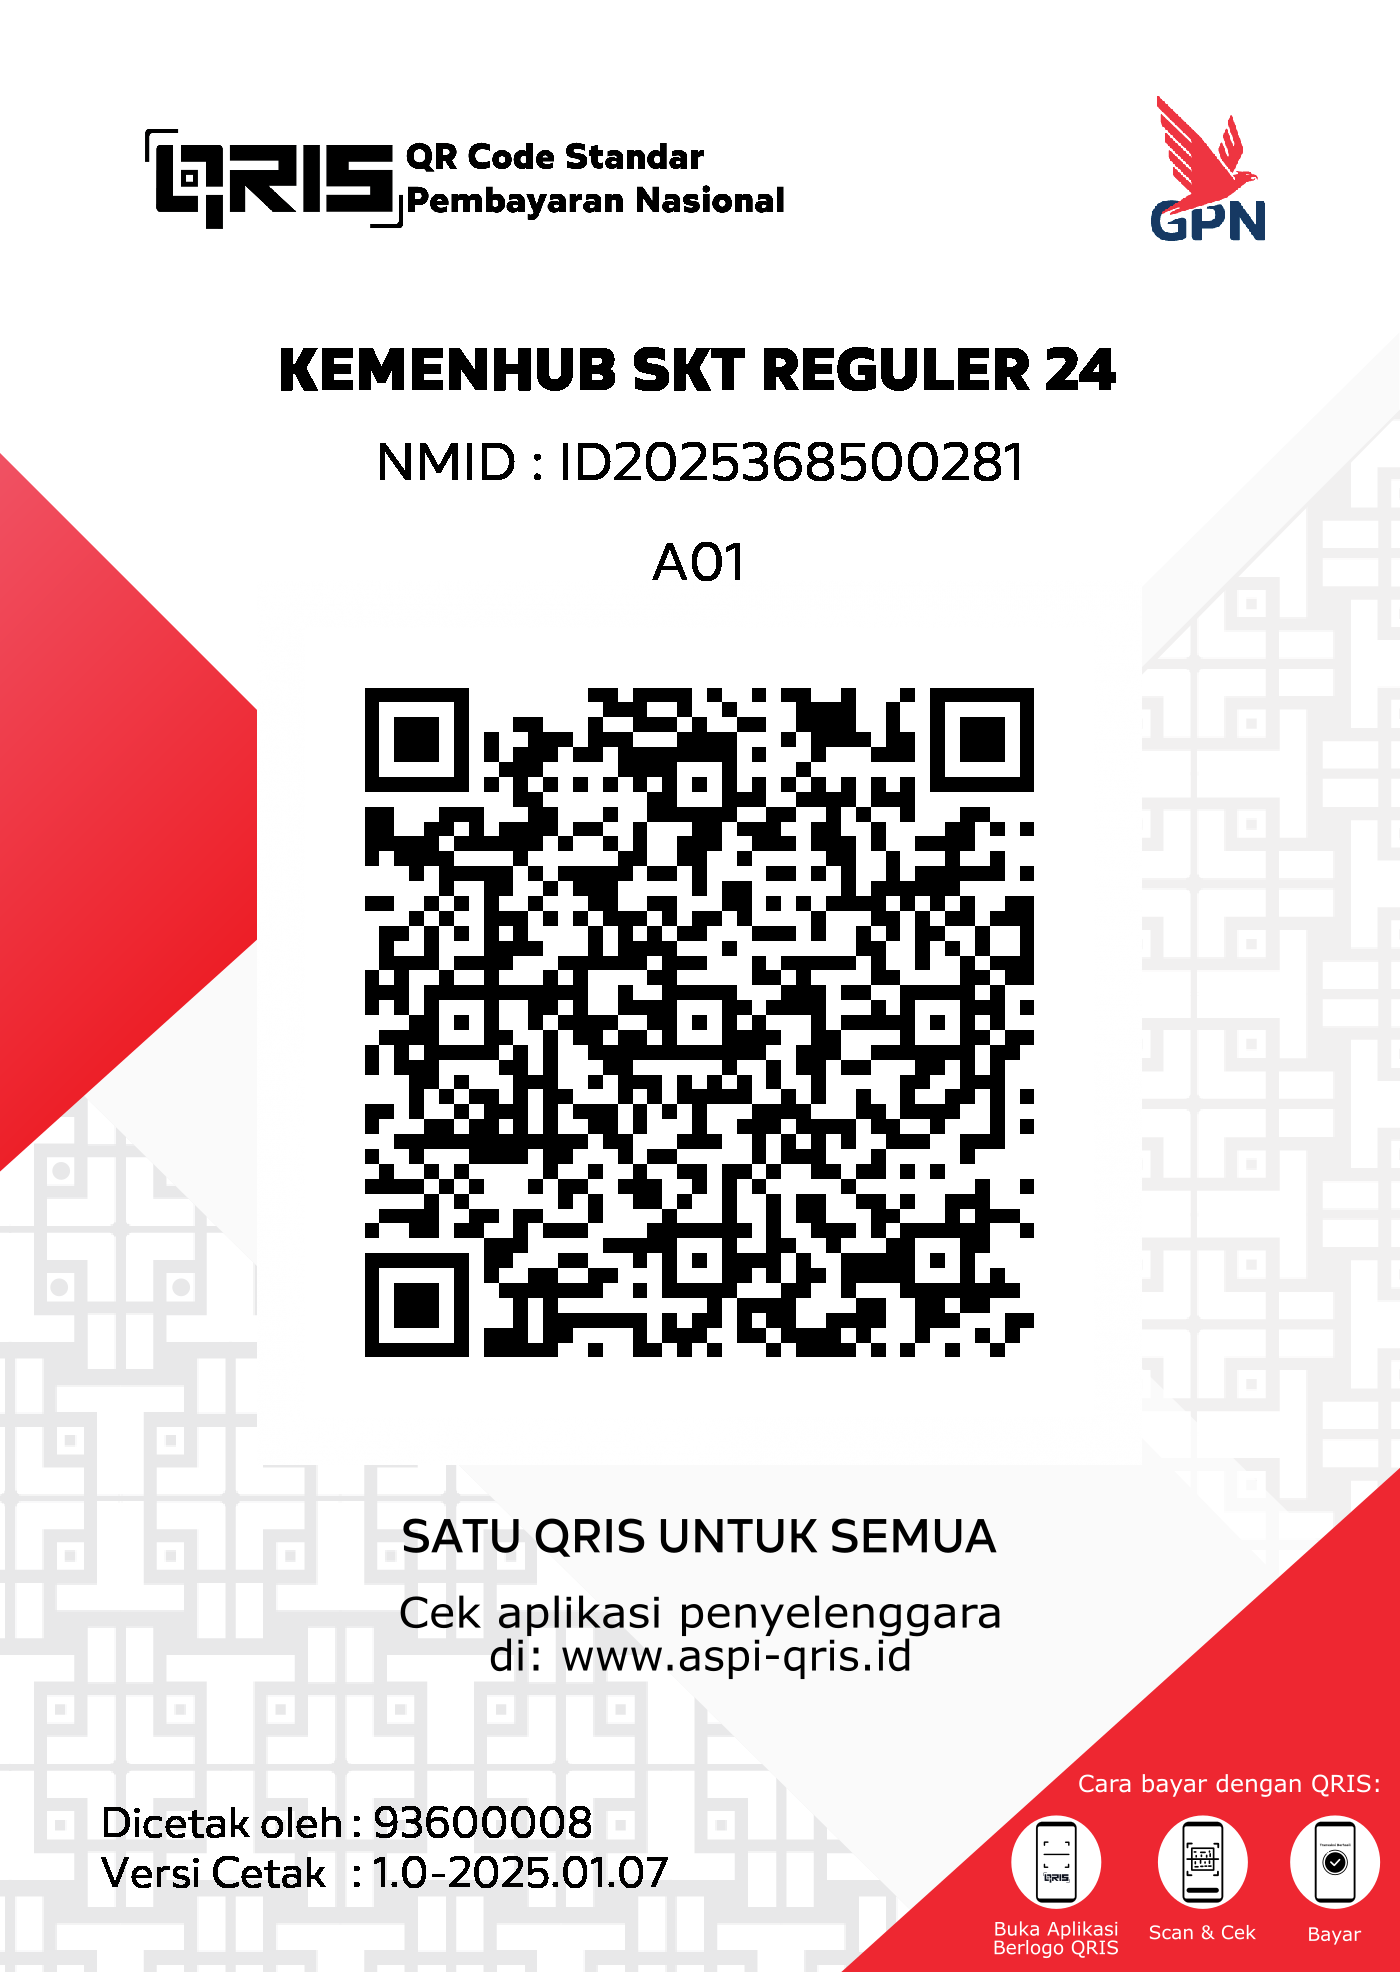 QRIS
QR Code Standar
Pembayaran Nasional
GPN
KEMENHUB SKT REGULER 24
NMID : ID2025368500281
A01
SATU QRIS UNTUK SEMUA
Cek aplikasi penyelenggara
di: www.aspi-qris.id
Dicetak oleh : 93600008
Versi Cetak : 1.0-2025.01.07
Cara bayar dengan QRIS:
QRIS
Buka Aplikasi
Berlogo QRIS
Scan & Cek
Bayar